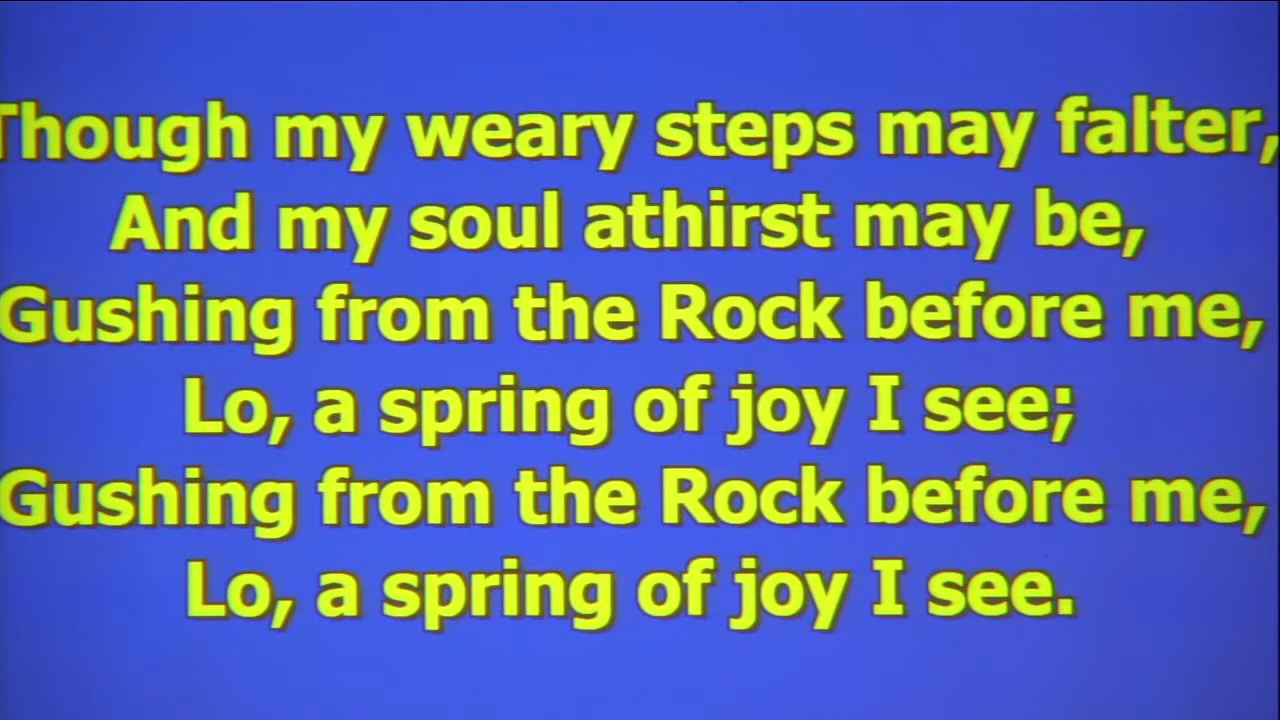 Though my weary steps may falter,
And my soul athirst may be,
Gushing from the Rock before me,
Lo, a spring of joy I see;
Gushing from the Rock before me,
Lo, a spring of joy I see.